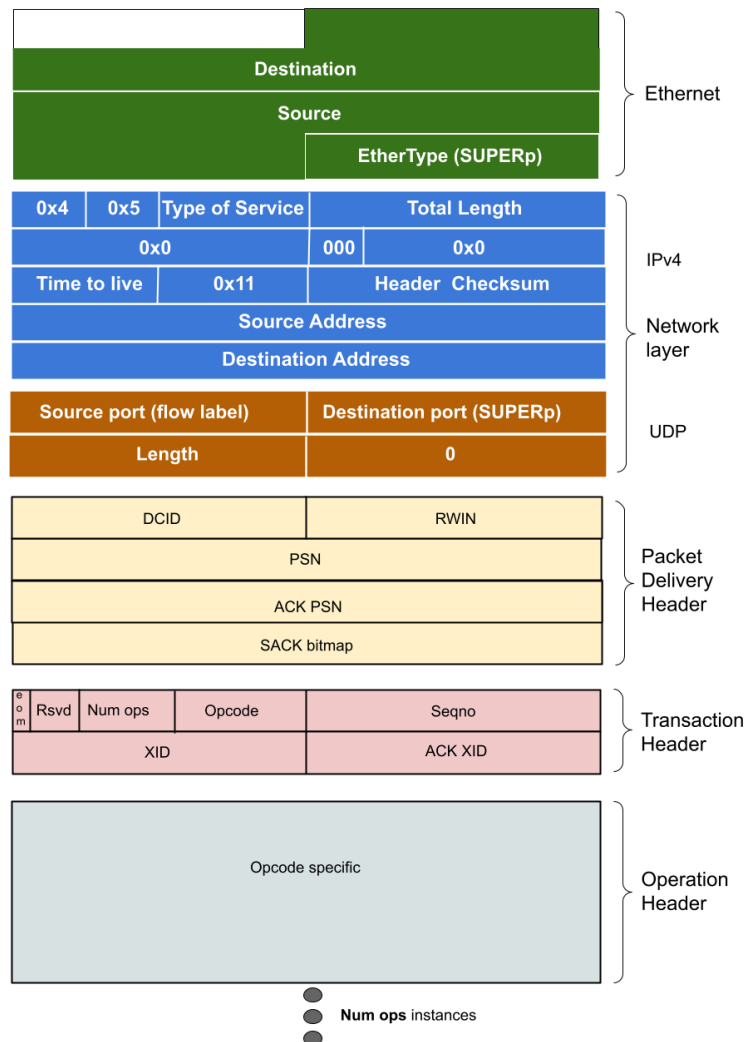 Destination
Ethernet
Source
EtherType (SUPERp)
0x4 0x5 Type of Service Total Length
0x0 000 0x0
IPv4
Time to live 0x11 Header Checksum
Source Address
Network
layer
Destination Address
Source port (flow label) Destination port (SUPERp)
UDP
Length 0
DCID RWIN
PSN
Packet
Delivery
Header
ACK PSN
SACK bitmap
eom Rsvd Num ops Opcode Seqno
Transaction
Header
XID ACK XID
Opcode specific
Operation
Header
Num ops instances